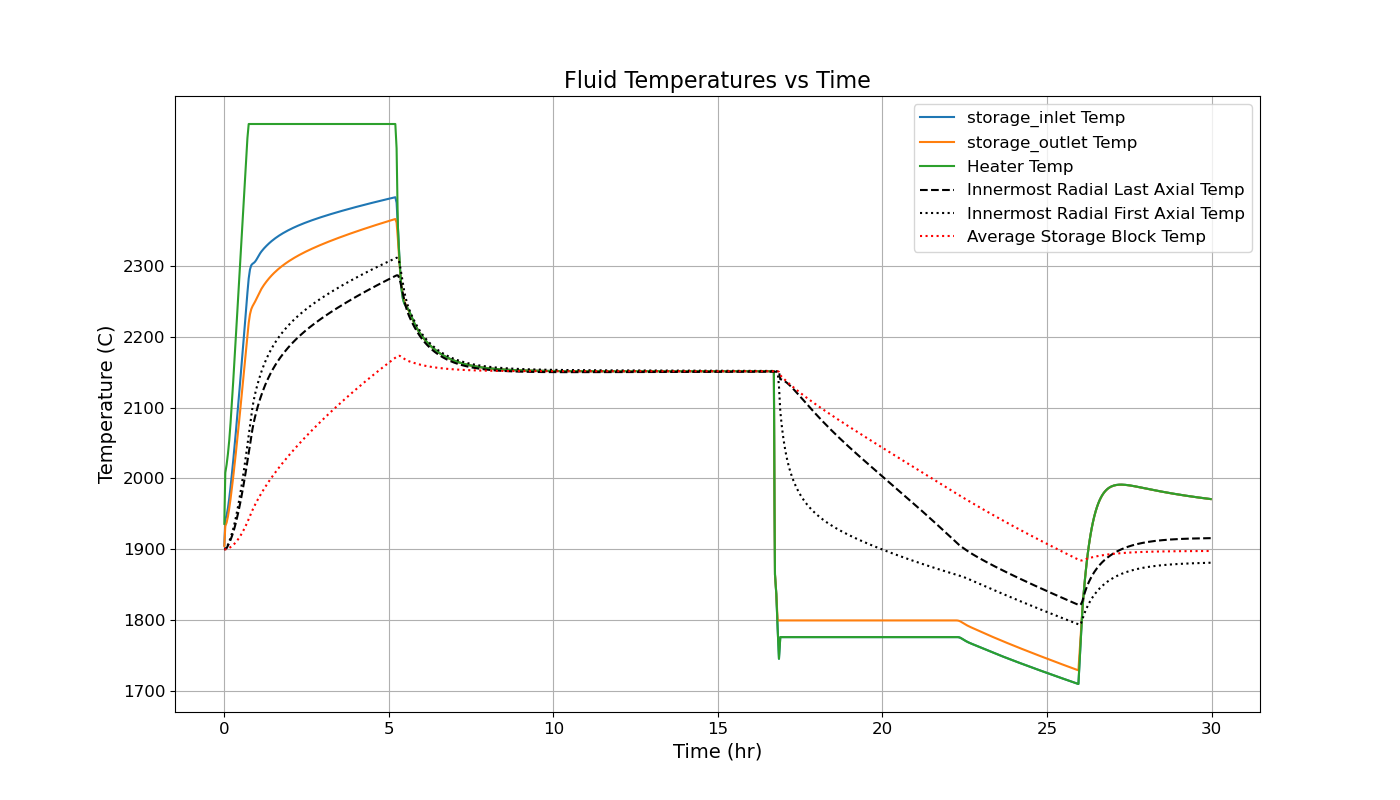 Fluid Temperatures vs Time
storage_inlet Temp
storage_outlet Temp
Heater Temp
Innermost Radial Last Axial Temp
Innermost Radial First Axial Temp
Average Storage Block Temp
Temperature (C)
2300
2200
2100
2000
1900
1800
1700
0 5 10 15 20 25 30
Time (hr)